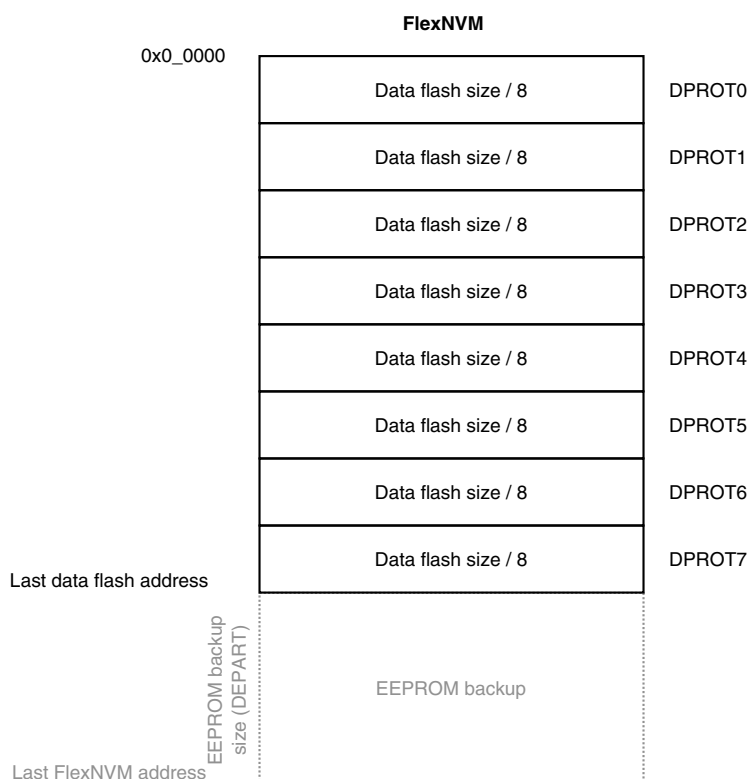 FlexNVM
0x0_0000
Data flash size / 8 DPROT0
Data flash size / 8 DPROT1
Data flash size / 8 DPROT2
Data flash size / 8 DPROT3
Data flash size / 8 DPROT4
Data flash size / 8 DPROT5
Data flash size / 8 DPROT6
Data flash size / 8 DPROT7
Last data flash address
EEPROM backup
size (DEPART)
EEPROM backup
Last FlexNVM address